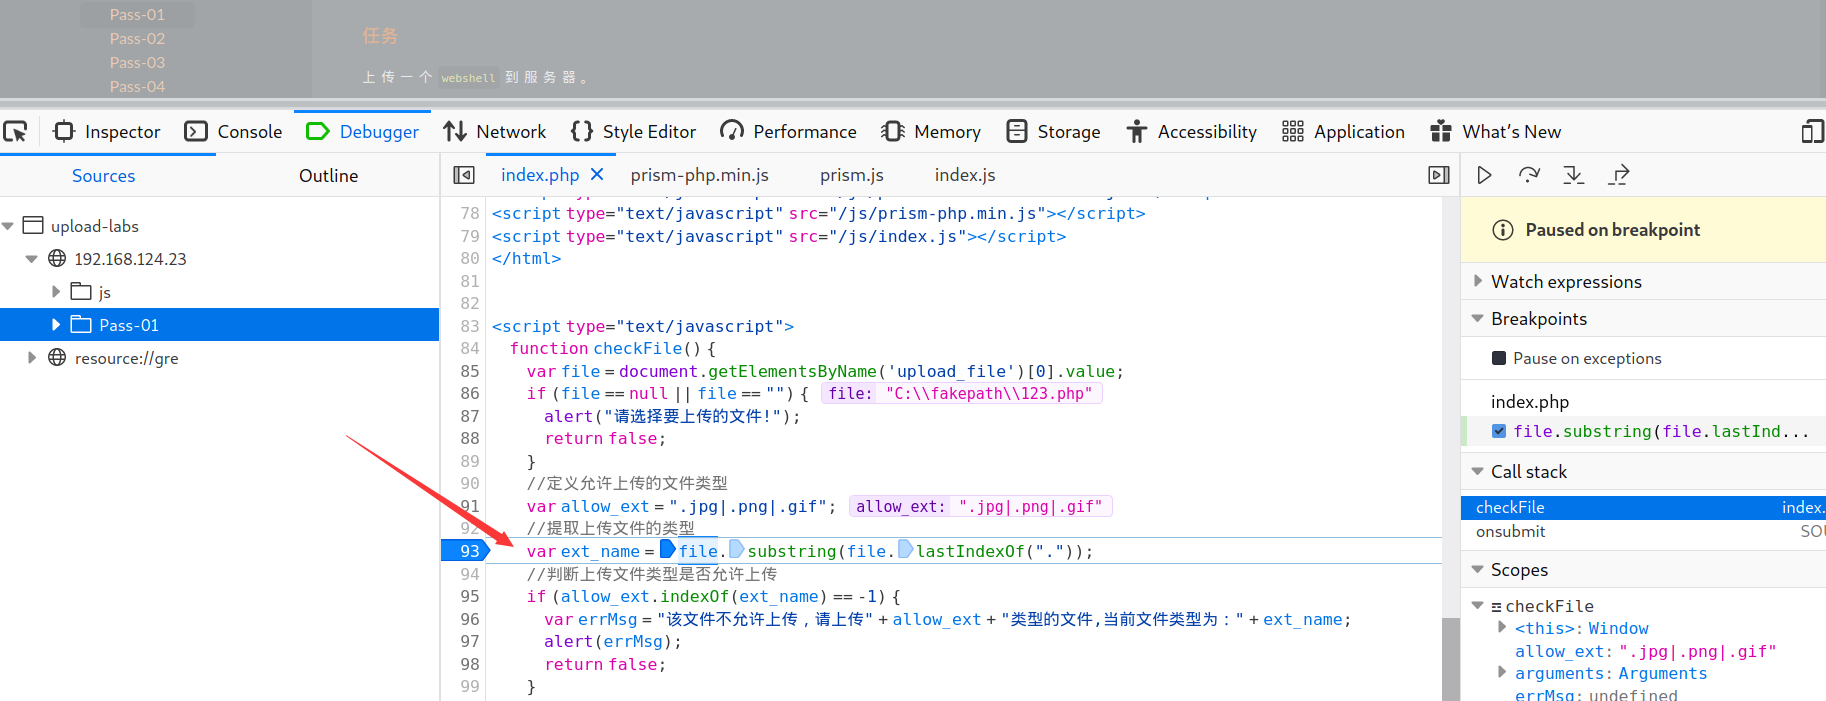 Pass-01
Pass-02
Pass-03
Pass-04
任务
上传一个 webshell 到服务器。
Inspector Console Debugger Network Style Editor Performance Memory Storage Accessibility Application What's New
Sources Outline
upload-labs
192.168.124.23
js
Pass-01
resource://gre
index.php prism-php.min.js prism.js index.js
78 <script type="text/javascript" src="/js/prism-php.min.js"></script>
79 <script type="text/javascript" src="/js/index.js"></script>
80 </html>
81
82
83 <script type="text/javascript">
84 function checkFile() {
85 var file = document.getElementsByName('upload_file')[0].value;
86 if (file == null || file == "") { file: "C:\\fakepath\\123.php"
87 alert("请选择要上传的文件!");
88 return false;
89 }
90 //定义允许上传的文件类型
91 var allow_ext = ".jpg|.png|.gif"; allow_ext: ".jpg|.png|.gif"
92 //提取上传文件的类型
93 var ext_name = file.substring(file.lastIndexOf("."));
94 //判断上传文件类型是否允许上传
95 if (allow_ext.indexOf(ext_name) == -1) {
96 var errMsg = "该文件不允许上传，请上传" + allow_ext + "类型的文件,当前文件类型为：" + ext_name;
97 alert(errMsg);
98 return false;
99 }
Paused on breakpoint
Watch expressions
Breakpoints
Pause on exceptions
index.php
file.substring(file.lastInd...
Call stack
checkFile index.
onsubmit SOU
Scopes
checkFile
<this>: Window
allow_ext: ".jpg|.png|.gif"
arguments: Arguments
errMsg: undefined